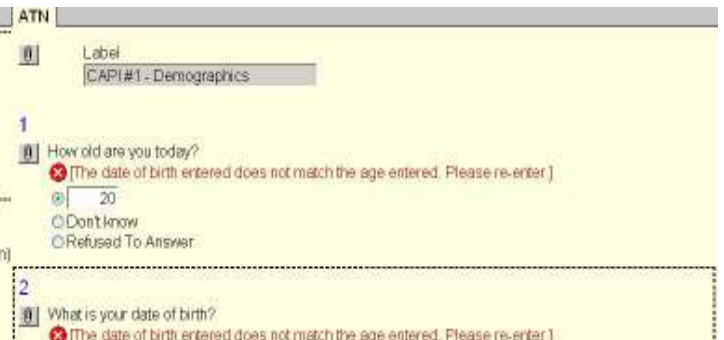 ATN
Label
CAPI #1 - Demographics
1
How old are you today?
[The date of birth entered does not match the age entered. Please re-enter.]
20
Don't know
Refused To Answer
n)
2
What is your date of birth?
[The date of birth entered does not match the age entered. Please re-enter.]